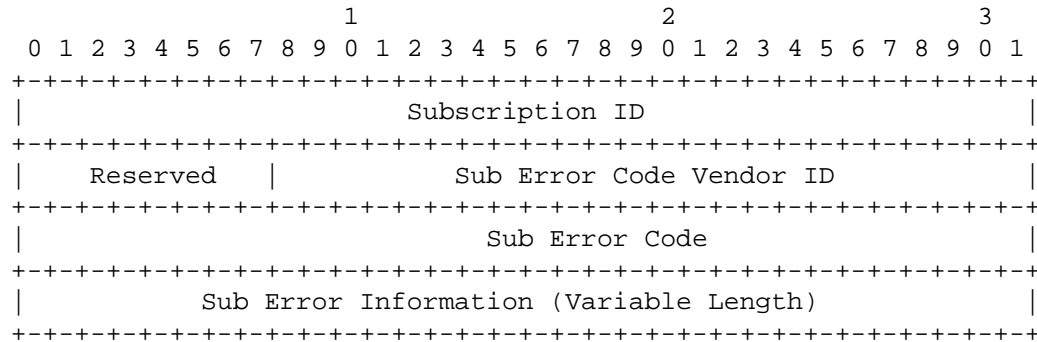 1                   2                   3
 0 1 2 3 4 5 6 7 8 9 0 1 2 3 4 5 6 7 8 9 0 1 2 3 4 5 6 7 8 9 0 1
+-+-+-+-+-+-+-+-+-+-+-+-+-+-+-+-+-+-+-+-+-+-+-+-+-+-+-+-+-+-+-+-+
|                        Subscription ID                        |
+-+-+-+-+-+-+-+-+-+-+-+-+-+-+-+-+-+-+-+-+-+-+-+-+-+-+-+-+-+-+-+-+
|    Reserved   |           Sub Error Code Vendor ID            |
+-+-+-+-+-+-+-+-+-+-+-+-+-+-+-+-+-+-+-+-+-+-+-+-+-+-+-+-+-+-+-+-+
|                             Sub Error Code                    |
+-+-+-+-+-+-+-+-+-+-+-+-+-+-+-+-+-+-+-+-+-+-+-+-+-+-+-+-+-+-+-+-+
|           Sub Error Information (Variable Length)             |
+-+-+-+-+-+-+-+-+-+-+-+-+-+-+-+-+-+-+-+-+-+-+-+-+-+-+-+-+-+-+-+-+